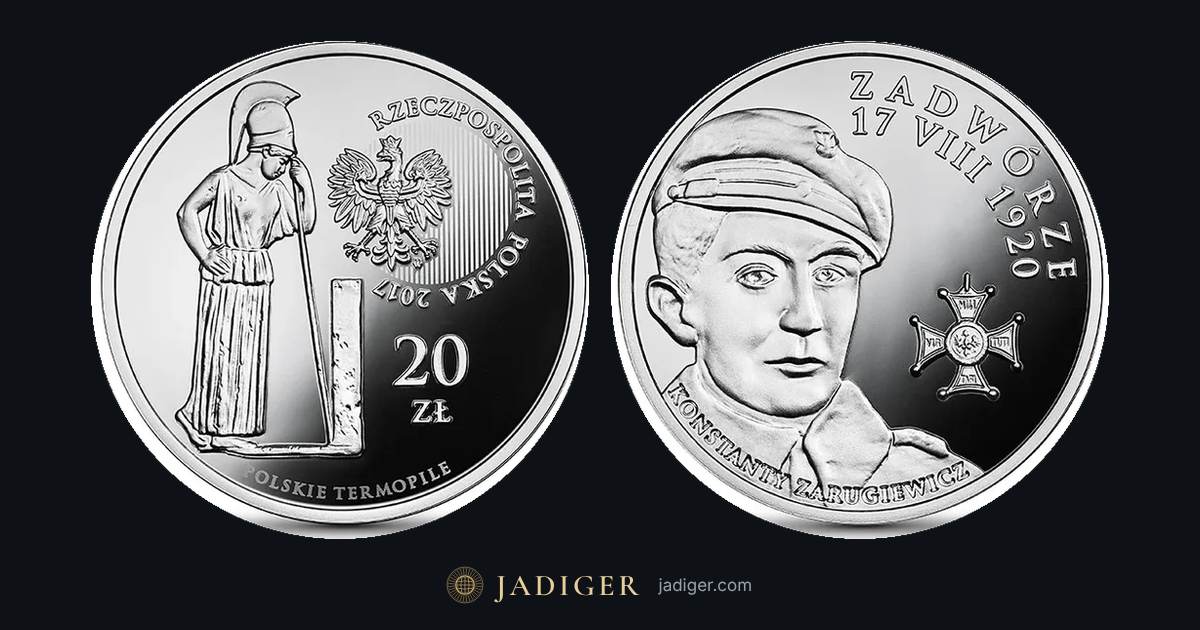 RZECZPOSPOLITA POLSKA 2017
20
ZŁ
POLSKIE TERMOPILE
ZADWÓRZE
17 VIII 1920
KONSTANTY ZARUGIEWICZ
JADIGER
jadiger.com